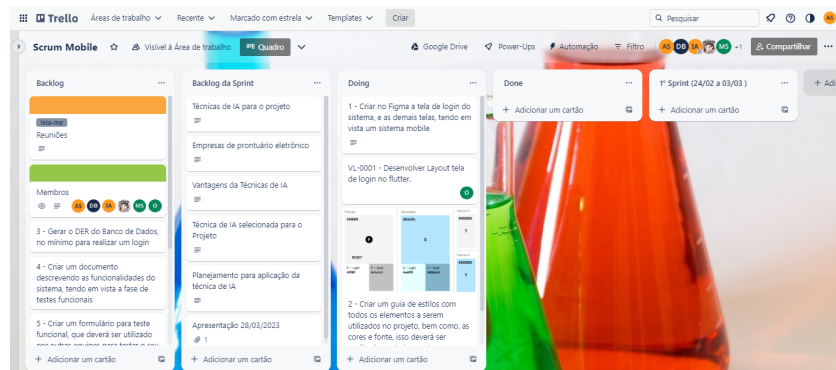 Trello Áreas de trabalho Recente Marcado com estrela Templates Criar Pesquisar AS
Scrum Mobile Visível à Área de trabalho Quadro Google Drive Power-Ups Automação Filtro AS DB IA MS +1 Compartilhar
Backlog
leia-me
Reuniões
Membros
AS DB IA MS O
3 - Gerar o DER do Banco de Dados,
no mínimo para realizar um login
4 - Criar um documento
descrevendo as funcionalidades do
sistema, tendo em vista a fase de
testes funcionais
5 - Criar um formulário para teste
funcional, que deverá ser utilizado
por outras equipes para testar o seu
+ Adicionar um cartão
Backlog da Sprint
Técnicas de IA para o projeto
Empresas de prontuário eletrônico
Vantagens da Técnicas de IA
Técnica de IA selecionada para o
Projeto
Planejamento para aplicação da
técnica de IA
Apresentação 28/03/2023
1
+ Adicionar um cartão
Doing
1 - Criar no Figma a tela de login do
sistema, e as demais telas, tendo em
vista um sistema mobile
VL-0001 - Desenvolver Layout tela
de login no flutter.
O
2 - Criar um guia de estilos com
todos os elementos a serem
utilizados no projeto, bem como, as
cores e fonte, isso deverá ser
+ Adicionar um cartão
Done
+ Adicionar um cartão
1º Sprint (24/02 a 03/03 )
+ Adicionar um cartão
+ Adi